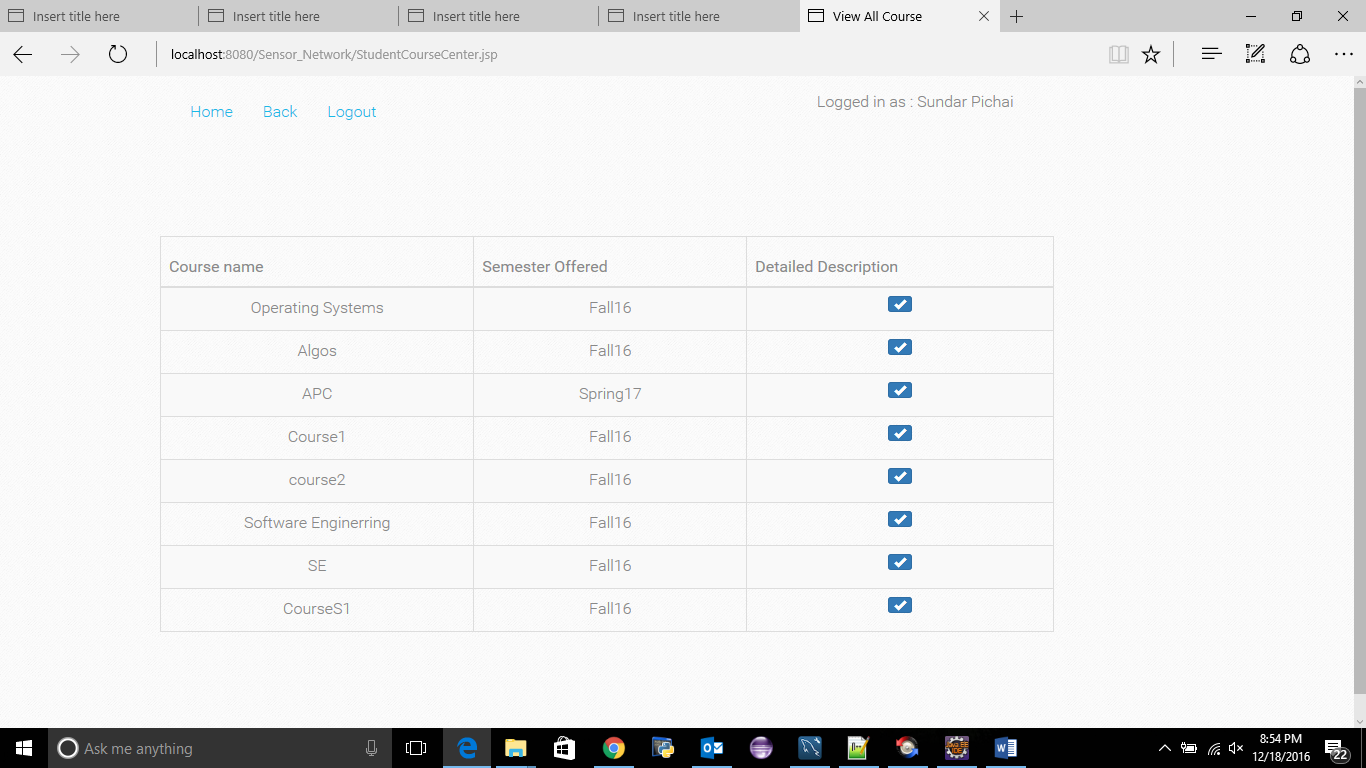 Insert title here
Insert title here
Insert title here
Insert title here
View All Course
localhost:8080/Sensor_Network/StudentCourseCenter.jsp
Home Back Logout
Logged in as : Sundar Pichai
Course name Semester Offered Detailed Description
Operating Systems Fall16
Algos Fall16
APC Spring17
Course1 Fall16
course2 Fall16
Software Enginerring Fall16
SE Fall16
CourseS1 Fall16
Ask me anything
8:54 PM
12/18/2016
22